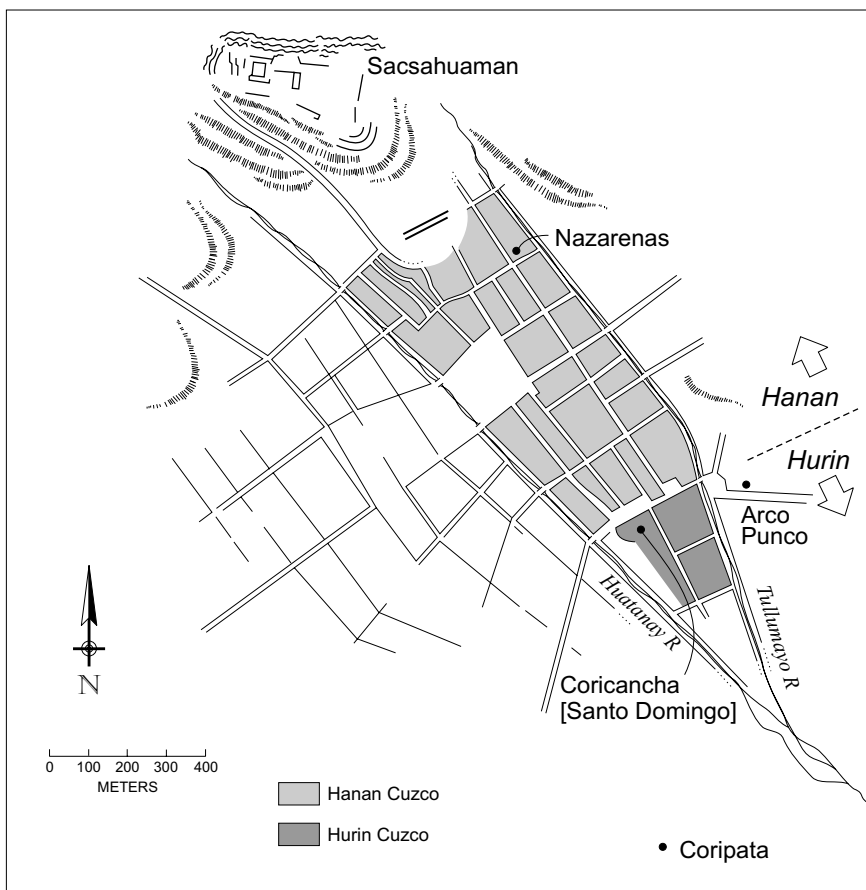 Sacsahuaman
Nazarenas
Hanan
Hurin
Arco
Punco
Huatanay R
Tullumayo R
Coricancha
[Santo Domingo]
N
0 100 200 300 400
METERS
Hanan Cuzco
Hurin Cuzco
Coripata